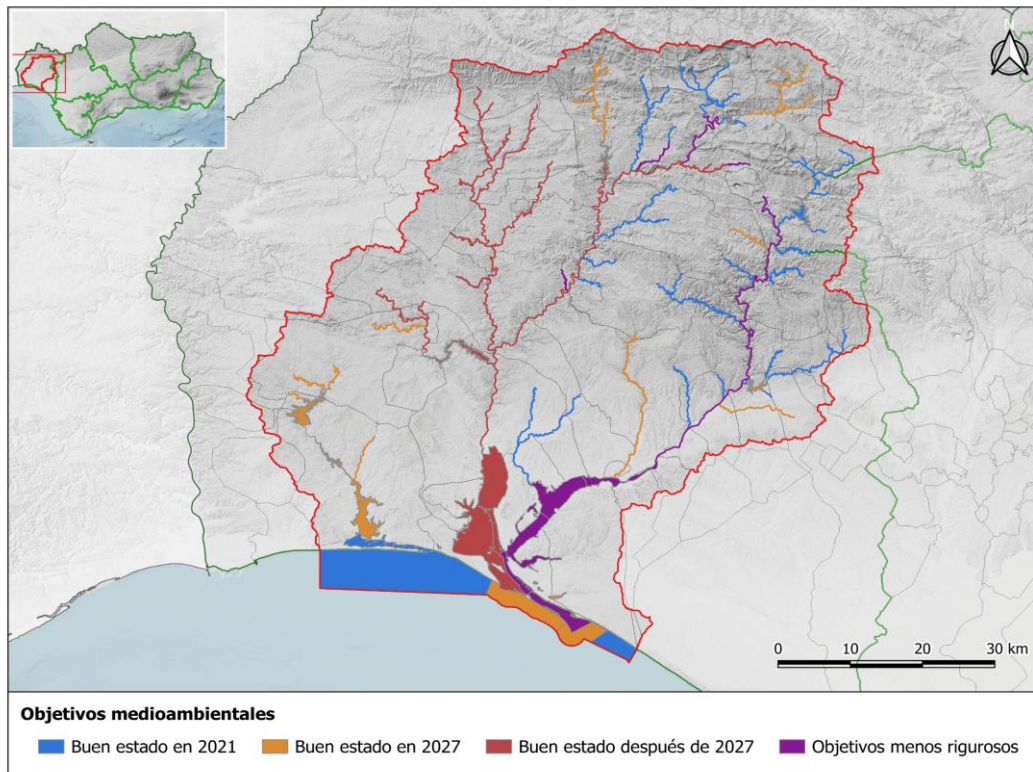 0 10 20 30 km
Objetivos medioambientales
Buen estado en 2021 Buen estado en 2027 Buen estado después de 2027 Objetivos menos rigurosos